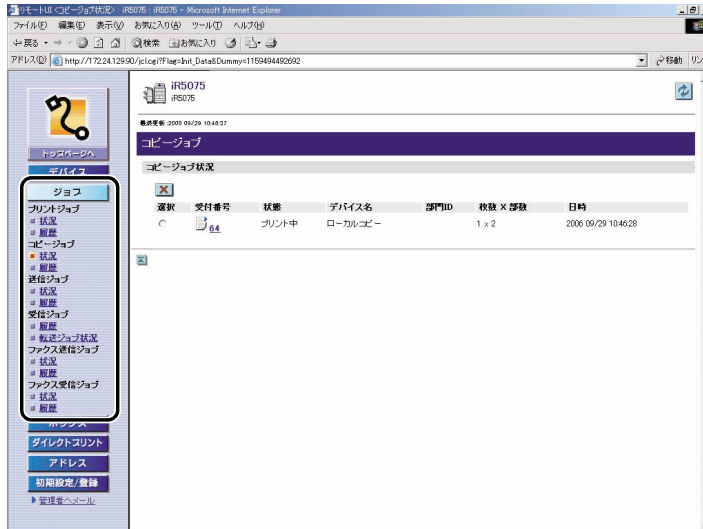 リモートUI <コピージョブ状況> : iR5075 : iR5075 - Microsoft Internet Explorer
ファイル(F) 編集(E) 表示(V) お気に入り(A) ツール(T) ヘルプ(H)
戻る 検索 お気に入り
アドレス(D) http://172.24.129.90/jcl.cgi?Flag=Init_Data&Dummy=1159494492692 移動 リン
iR5075
iR5075
最終更新 :2006 09/29 10:46:37
トップページへ
デバイス
ジョブ
プリントジョブ
状況
履歴
コピージョブ
状況
履歴
送信ジョブ
状況
履歴
受信ジョブ
履歴
転送ジョブ状況
ファクス送信ジョブ
状況
履歴
ファクス受信ジョブ
状況
履歴
ボックス
ダイレクトプリント
アドレス
初期設定/登録
管理者へメール
コピージョブ
コピージョブ状況
選択 受付番号 状態 デバイス名 部門ID 枚数 X 部数 日時
64 プリント中 ローカルコピー 1 x 2 2006 09/29 10:46:28